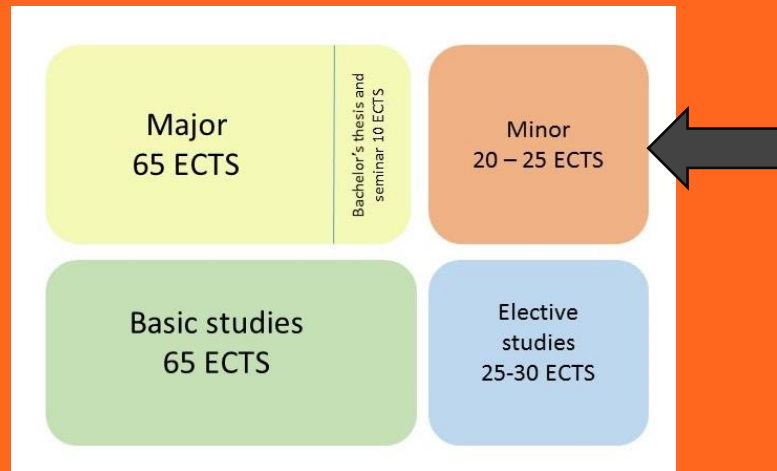 Major
65 ECTS
Bachelor's thesis and
seminar 10 ECTS
Minor
20 – 25 ECTS
Basic studies
65 ECTS
Elective
studies
25-30 ECTS